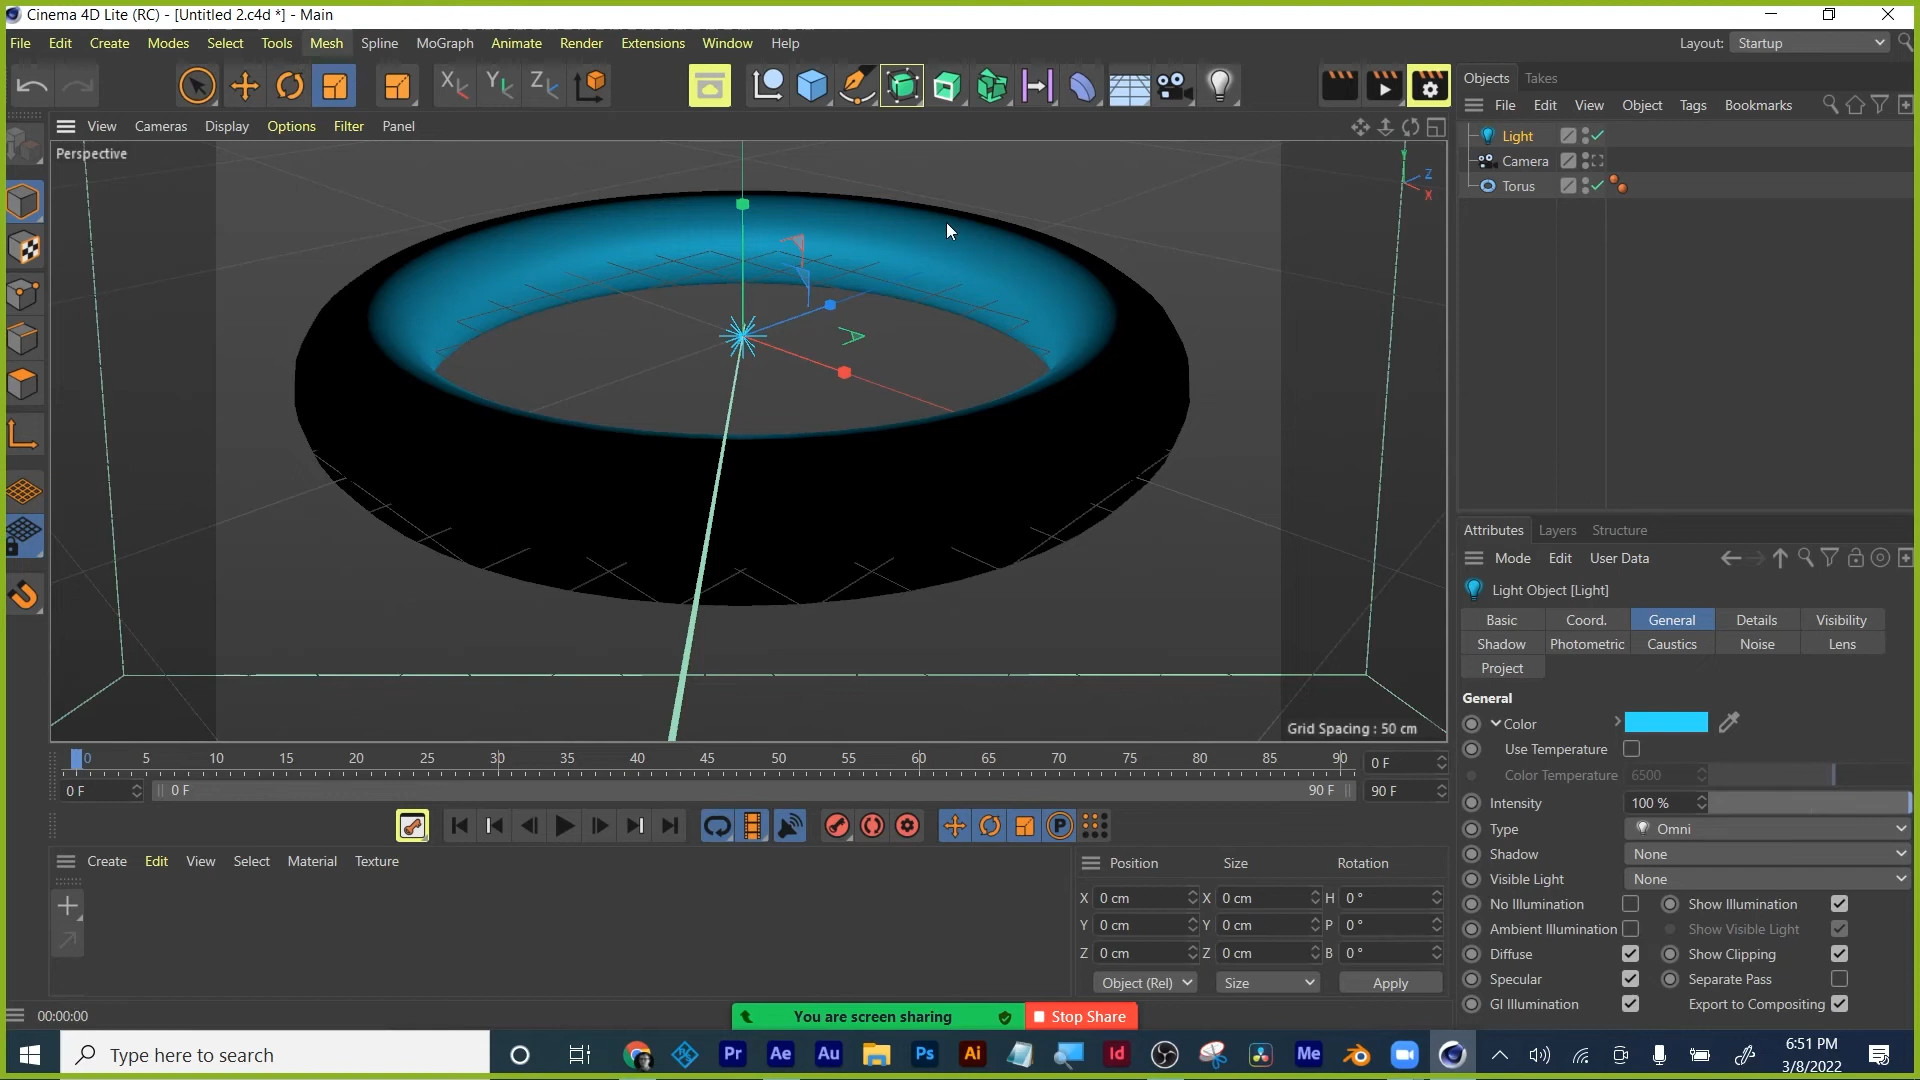 Cinema 4D Lite (RC) - [Untitled 2.c4d *] - Main
File Edit Create Modes Select Tools Mesh Spline MoGraph Animate Render Extensions Window Help
Layout: Startup
X Y Z
Objects Takes
File Edit View Object Tags Bookmarks
View Cameras Display Options Filter Panel
Perspective
Y
Z
X
Light
Camera
Torus
Grid Spacing : 50 cm
Attributes Layers Structure
Mode Edit User Data
Light Object [Light]
Basic Coord. General Details Visibility
Shadow Photometric Caustics Noise Lens
Project
General
Color
Use Temperature
Color Temperature 6500
Intensity 100 %
Type Omni
Shadow None
Visible Light None
No Illumination Show Illumination
Ambient Illumination Show Visible Light
Diffuse Show Clipping
Specular Separate Pass
GI Illumination Export to Compositing
0 5 10 15 20 25 30 35 40 45 50 55 60 65 70 75 80 85 90 0 F
0 F 0 F 90 F 90 F
P
Create Edit View Select Material Texture
Position Size Rotation
X 0 cm X 0 cm H 0 °
Y 0 cm Y 0 cm P 0 °
Z 0 cm Z 0 cm B 0 °
Object (Rel) Size Apply
00:00:00
You are screen sharing Stop Share
Type here to search
Pr Ae Au Ps Ai Id Me
6:51 PM
3/8/2022